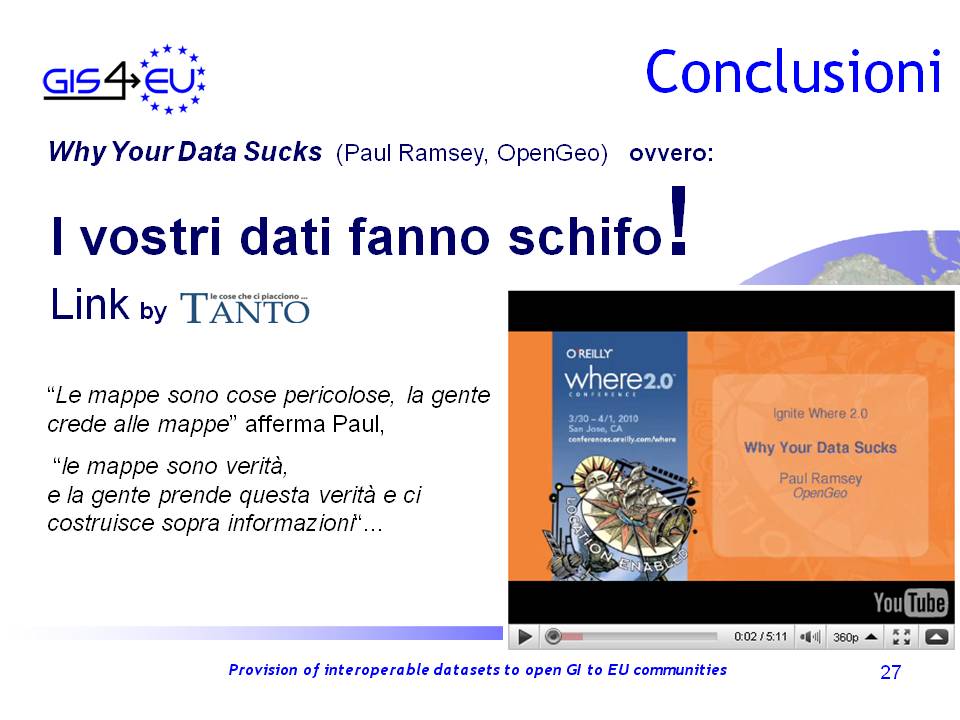 GIS4EU
Conclusioni
Why Your Data Sucks (Paul Ramsey, OpenGeo) ovvero:
I vostri dati fanno schifo!
Link by le cose che ci piacciono ...
TANTO
“Le mappe sono cose pericolose, la gente
crede alle mappe” afferma Paul,
“le mappe sono verità,
e la gente prende questa verità e ci
costruisce sopra informazioni“...
O'REILLY
where2.0
CONFERENCE
3/30 – 4/1, 2010
San Jose, CA
conferences.oreilly.com/where
LOCATION ENABLED
Ignite Where 2.0
Why Your Data Sucks
Paul Ramsey
OpenGeo
YouTube
0:02 / 5:11 360p
Provision of interoperable datasets to open GI to EU communities
27